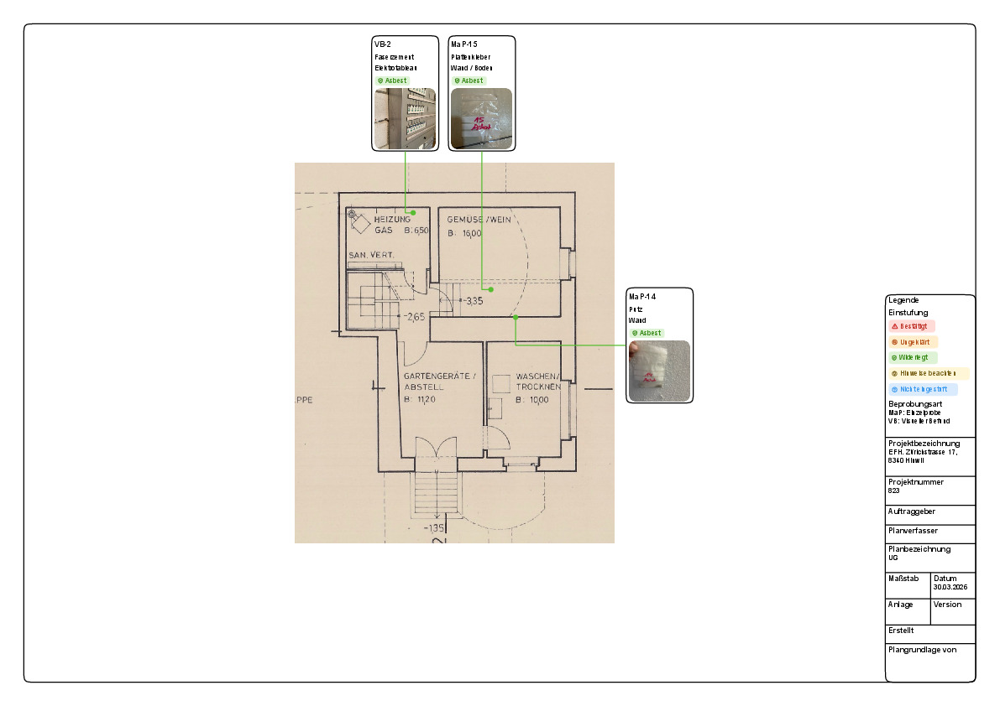 VB-2
Faserzement
Elektrotableau
Asbest
MaP-15
Plattenkleber
Wand / Boden
Asbest
15
HEIZUNG
GAS B: 6,50
SAN. VERT.
GEMÜSE / WEIN
B: 16,00
-3,35
-2,65
GARTENGERÄTE /
ABSTELL
B: 11,20
WASCHEN/
TROCKNEN
B: 10,00
PPE
-1,35
2
MaP-14
Putz
Wand
Asbest
Legende
Einstufung
Bestätigt
Ungeklärt
Widerlegt
Hinweise beachten
Nicht eingestuft
Beprobungsart
MaP: Einzelprobe
VB: Visueller Befund
Projektbezeichnung
EFH. Zürichstrasse 17,
8340 Hinwil
Projektnummer
823
Auftraggeber
Planverfasser
Planbezeichnung
UG
Maßstab
Datum
30.03.2026
Anlage
Version
Erstellt
Plangrundlage von